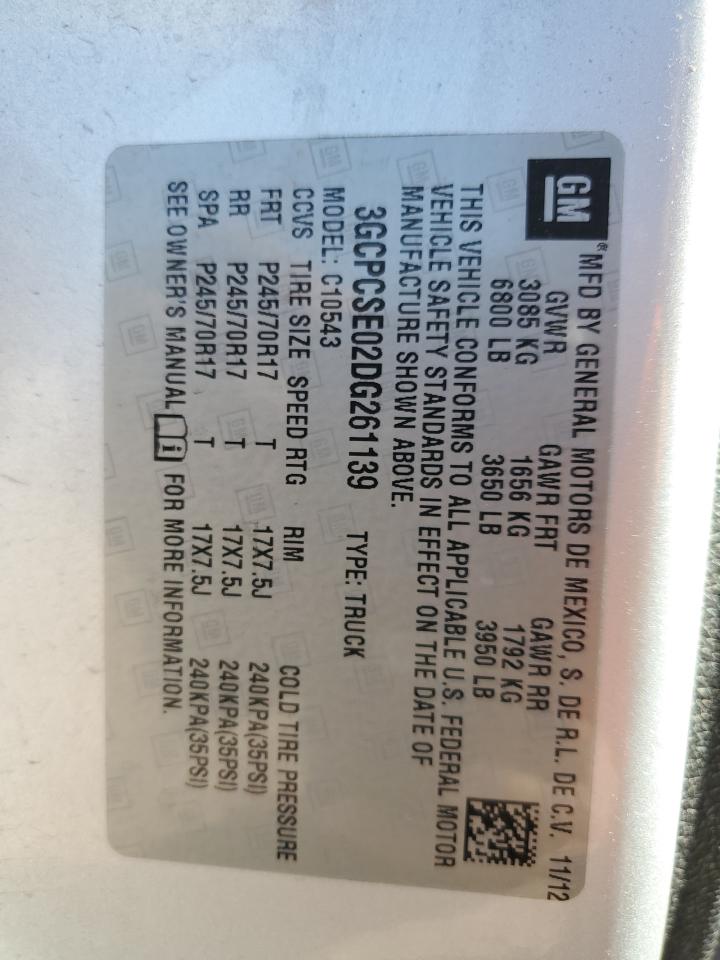 GM
® MFD BY GENERAL MOTORS DE MEXICO, S. DE R.L. DE C.V. 11/12
GVWR GAWR FRT GAWR RR
3085 KG 1656 KG 1792 KG
6800 LB 3650 LB 3950 LB
THIS VEHICLE CONFORMS TO ALL APPLICABLE U.S. FEDERAL MOTOR
VEHICLE SAFETY STANDARDS IN EFFECT ON THE DATE OF
MANUFACTURE SHOWN ABOVE.
3GCPCSE02DG261139 TYPE: TRUCK
MODEL: C10543
CCVS TIRE SIZE SPEED RTG RIM COLD TIRE PRESSURE
FRT P245/70R17 T 17X7.5J 240KPA(35PSI)
RR P245/70R17 T 17X7.5J 240KPA(35PSI)
SPA P245/70R17 T 17X7.5J 240KPA(35PSI)
SEE OWNER'S MANUAL FOR MORE INFORMATION.